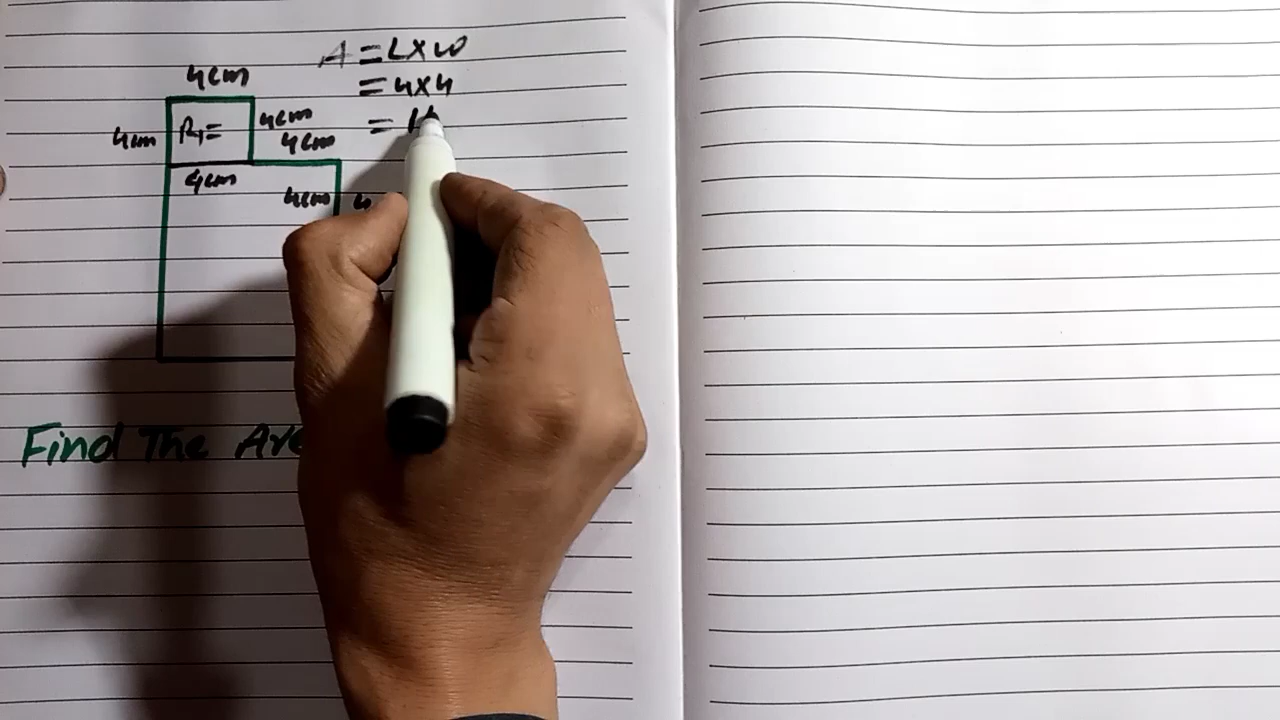 A = L×W
4cm
= 4×4
4cm
R1=
4cm
4cm
=
4cm
4cm
Find The